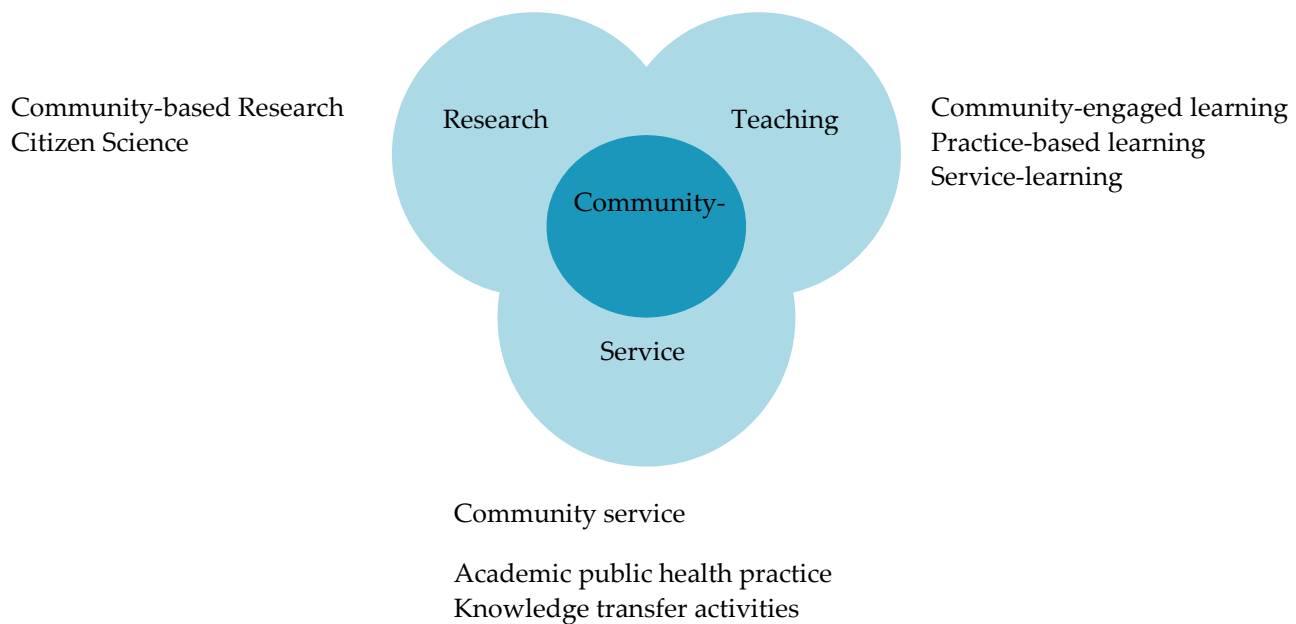 Community-based Research
Citizen Science
Research
Teaching
Community-engaged learning
Practice-based learning
Service-learning
Community-
Service
Community service
Academic public health practice
Knowledge transfer activities